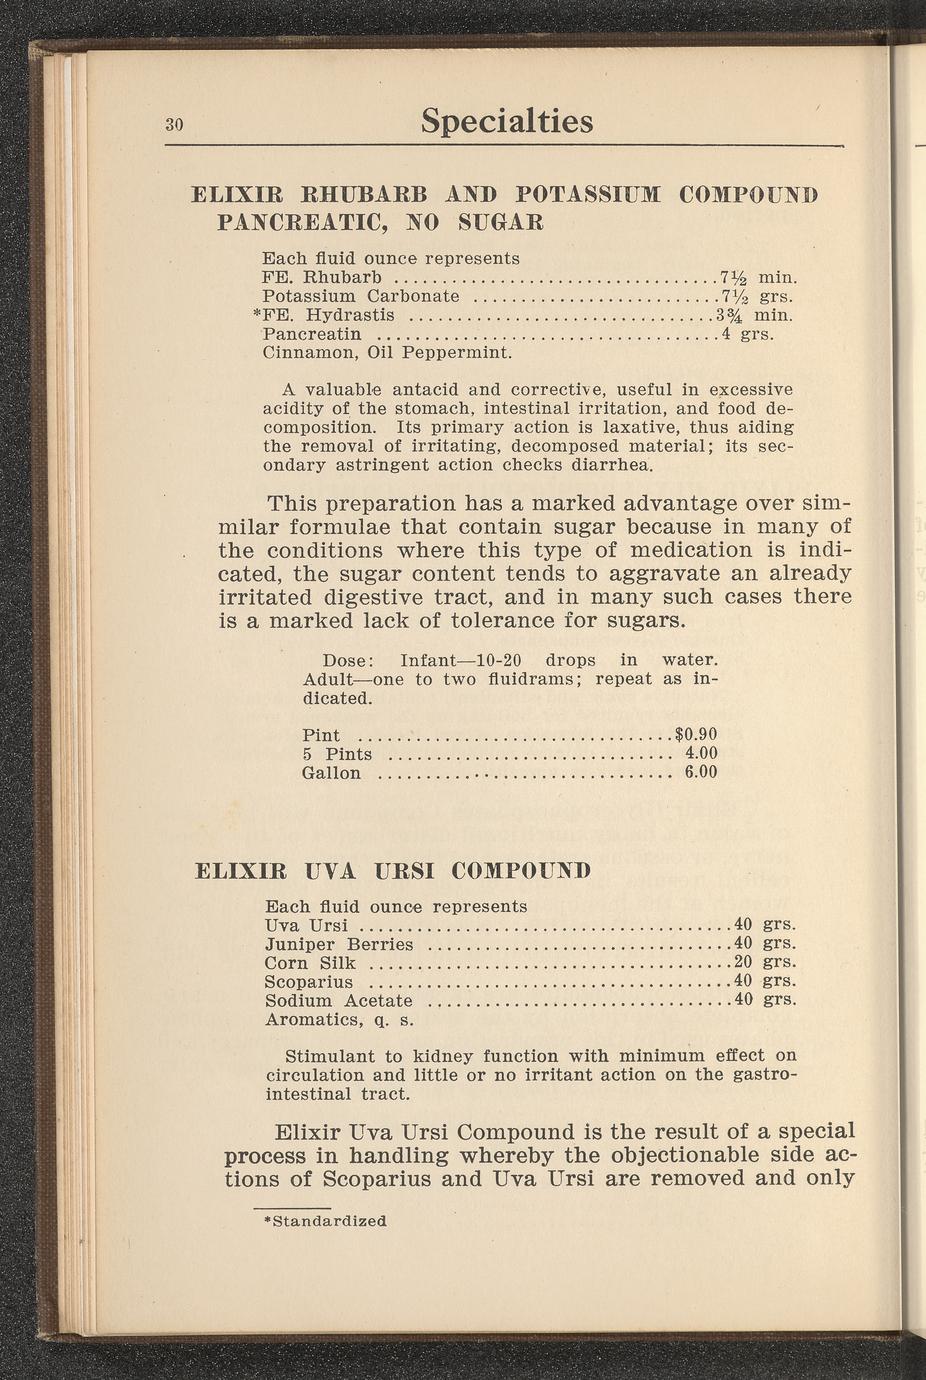 30
Specialties
ELIXIR RHUBARB AND POTASSIUM COMPOUND
PANCREATIC, NO SUGAR
Each fluid ounce represents
FE. Rhubarb ................................. 7½ min.
Potassium Carbonate .......................... 7½ grs.
*FE. Hydrastis ............................... 3¾ min.
Pancreatin ................................... 4 grs.
Cinnamon, Oil Peppermint.
A valuable antacid and corrective, useful in excessive
acidity of the stomach, intestinal irritation, and food de-
composition. Its primary action is laxative, thus aiding
the removal of irritating, decomposed material; its sec-
ondary astringent action checks diarrhea.
This preparation has a marked advantage over sim-
milar formulae that contain sugar because in many of
the conditions where this type of medication is indi-
cated, the sugar content tends to aggravate an already
irritated digestive tract, and in many such cases there
is a marked lack of tolerance for sugars.
Dose: Infant—10-20 drops in water.
Adult—one to two fluidrams; repeat as in-
dicated.
Pint ................................ $0.90
5 Pints ............................. 4.00
Gallon .............................. 6.00
ELIXIR UVA URSI COMPOUND
Each fluid ounce represents
Uva Ursi ...................................... 40 grs.
Juniper Berries ............................... 40 grs.
Corn Silk ..................................... 20 grs.
Scoparius ..................................... 40 grs.
Sodium Acetate ................................ 40 grs.
Aromatics, q. s.
Stimulant to kidney function with minimum effect on
circulation and little or no irritant action on the gastro-
intestinal tract.
Elixir Uva Ursi Compound is the result of a special
process in handling whereby the objectionable side ac-
tions of Scoparius and Uva Ursi are removed and only
*Standardized